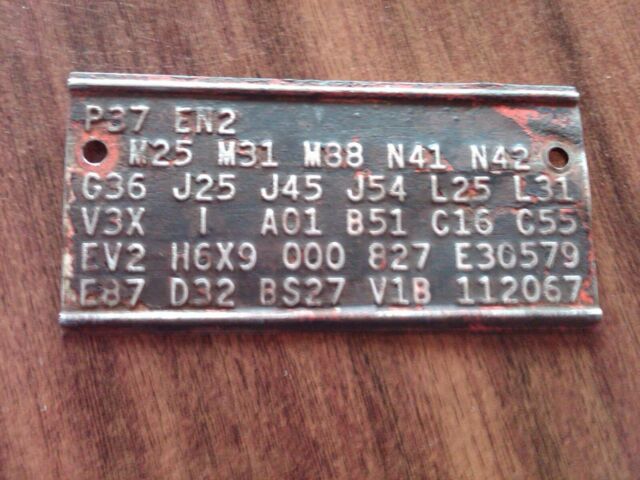 P37 EN2
M25 M31 M88 N41 N42
G36 J25 J45 J54 L25 L31
V3X I A01 B51 C16 C55
EV2 H6X9 000 827 E30579
E87 D32 BS27 V1B 112067